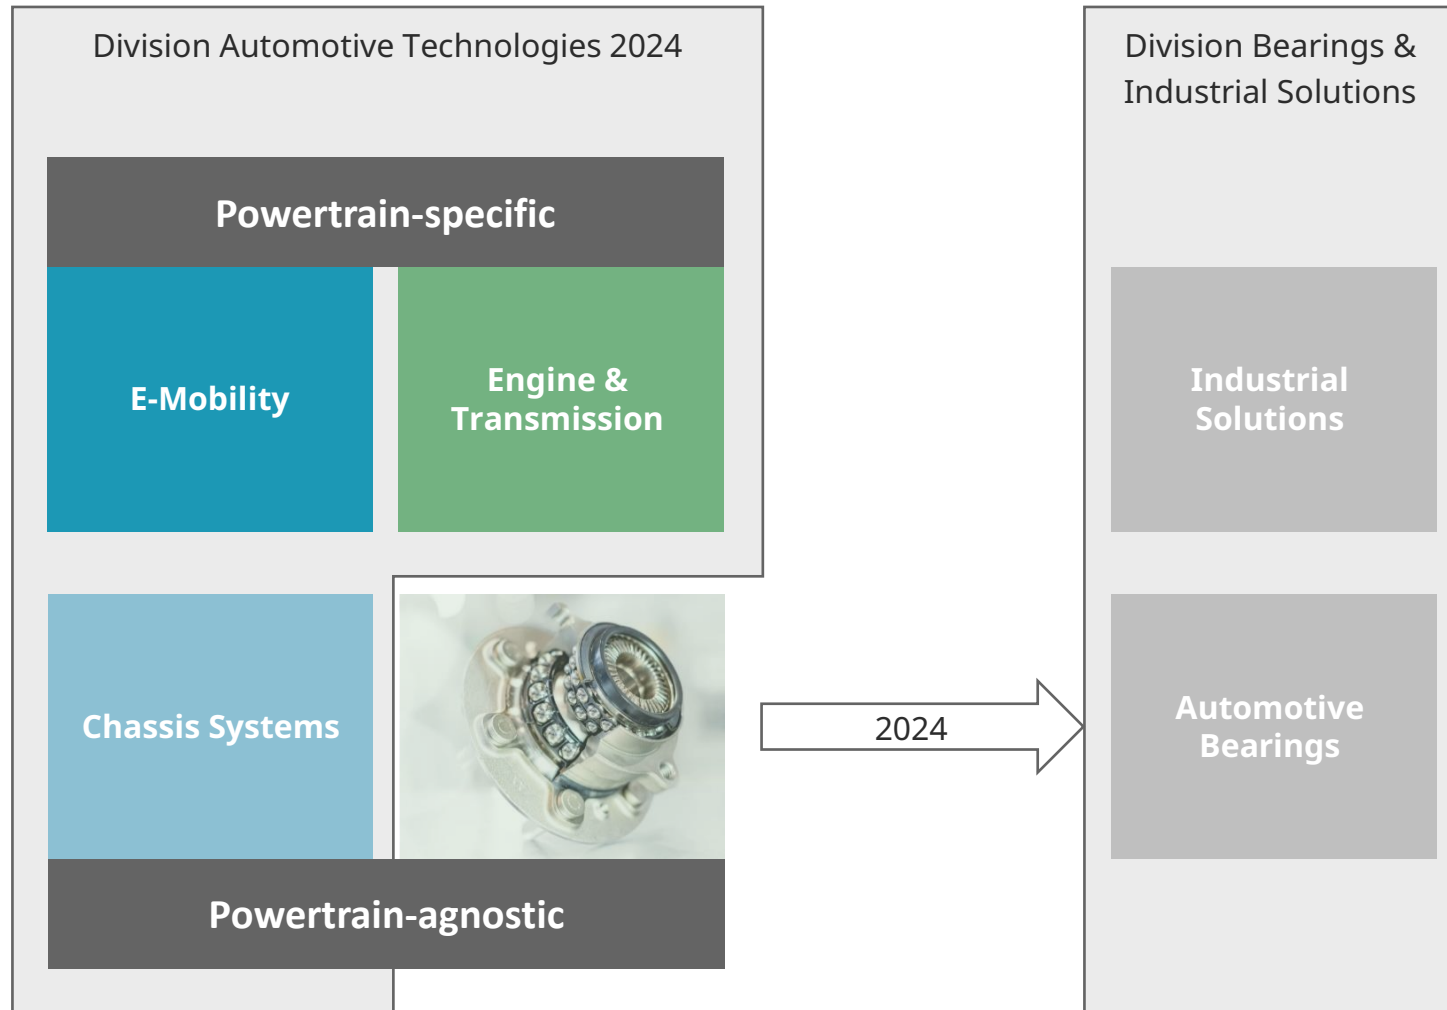 Division Automotive Technologies 2024
Powertrain-specific
E-Mobility
Engine &
Transmission
Chassis Systems
Powertrain-agnostic
2024
Division Bearings &
Industrial Solutions
Industrial
Solutions
Automotive
Bearings